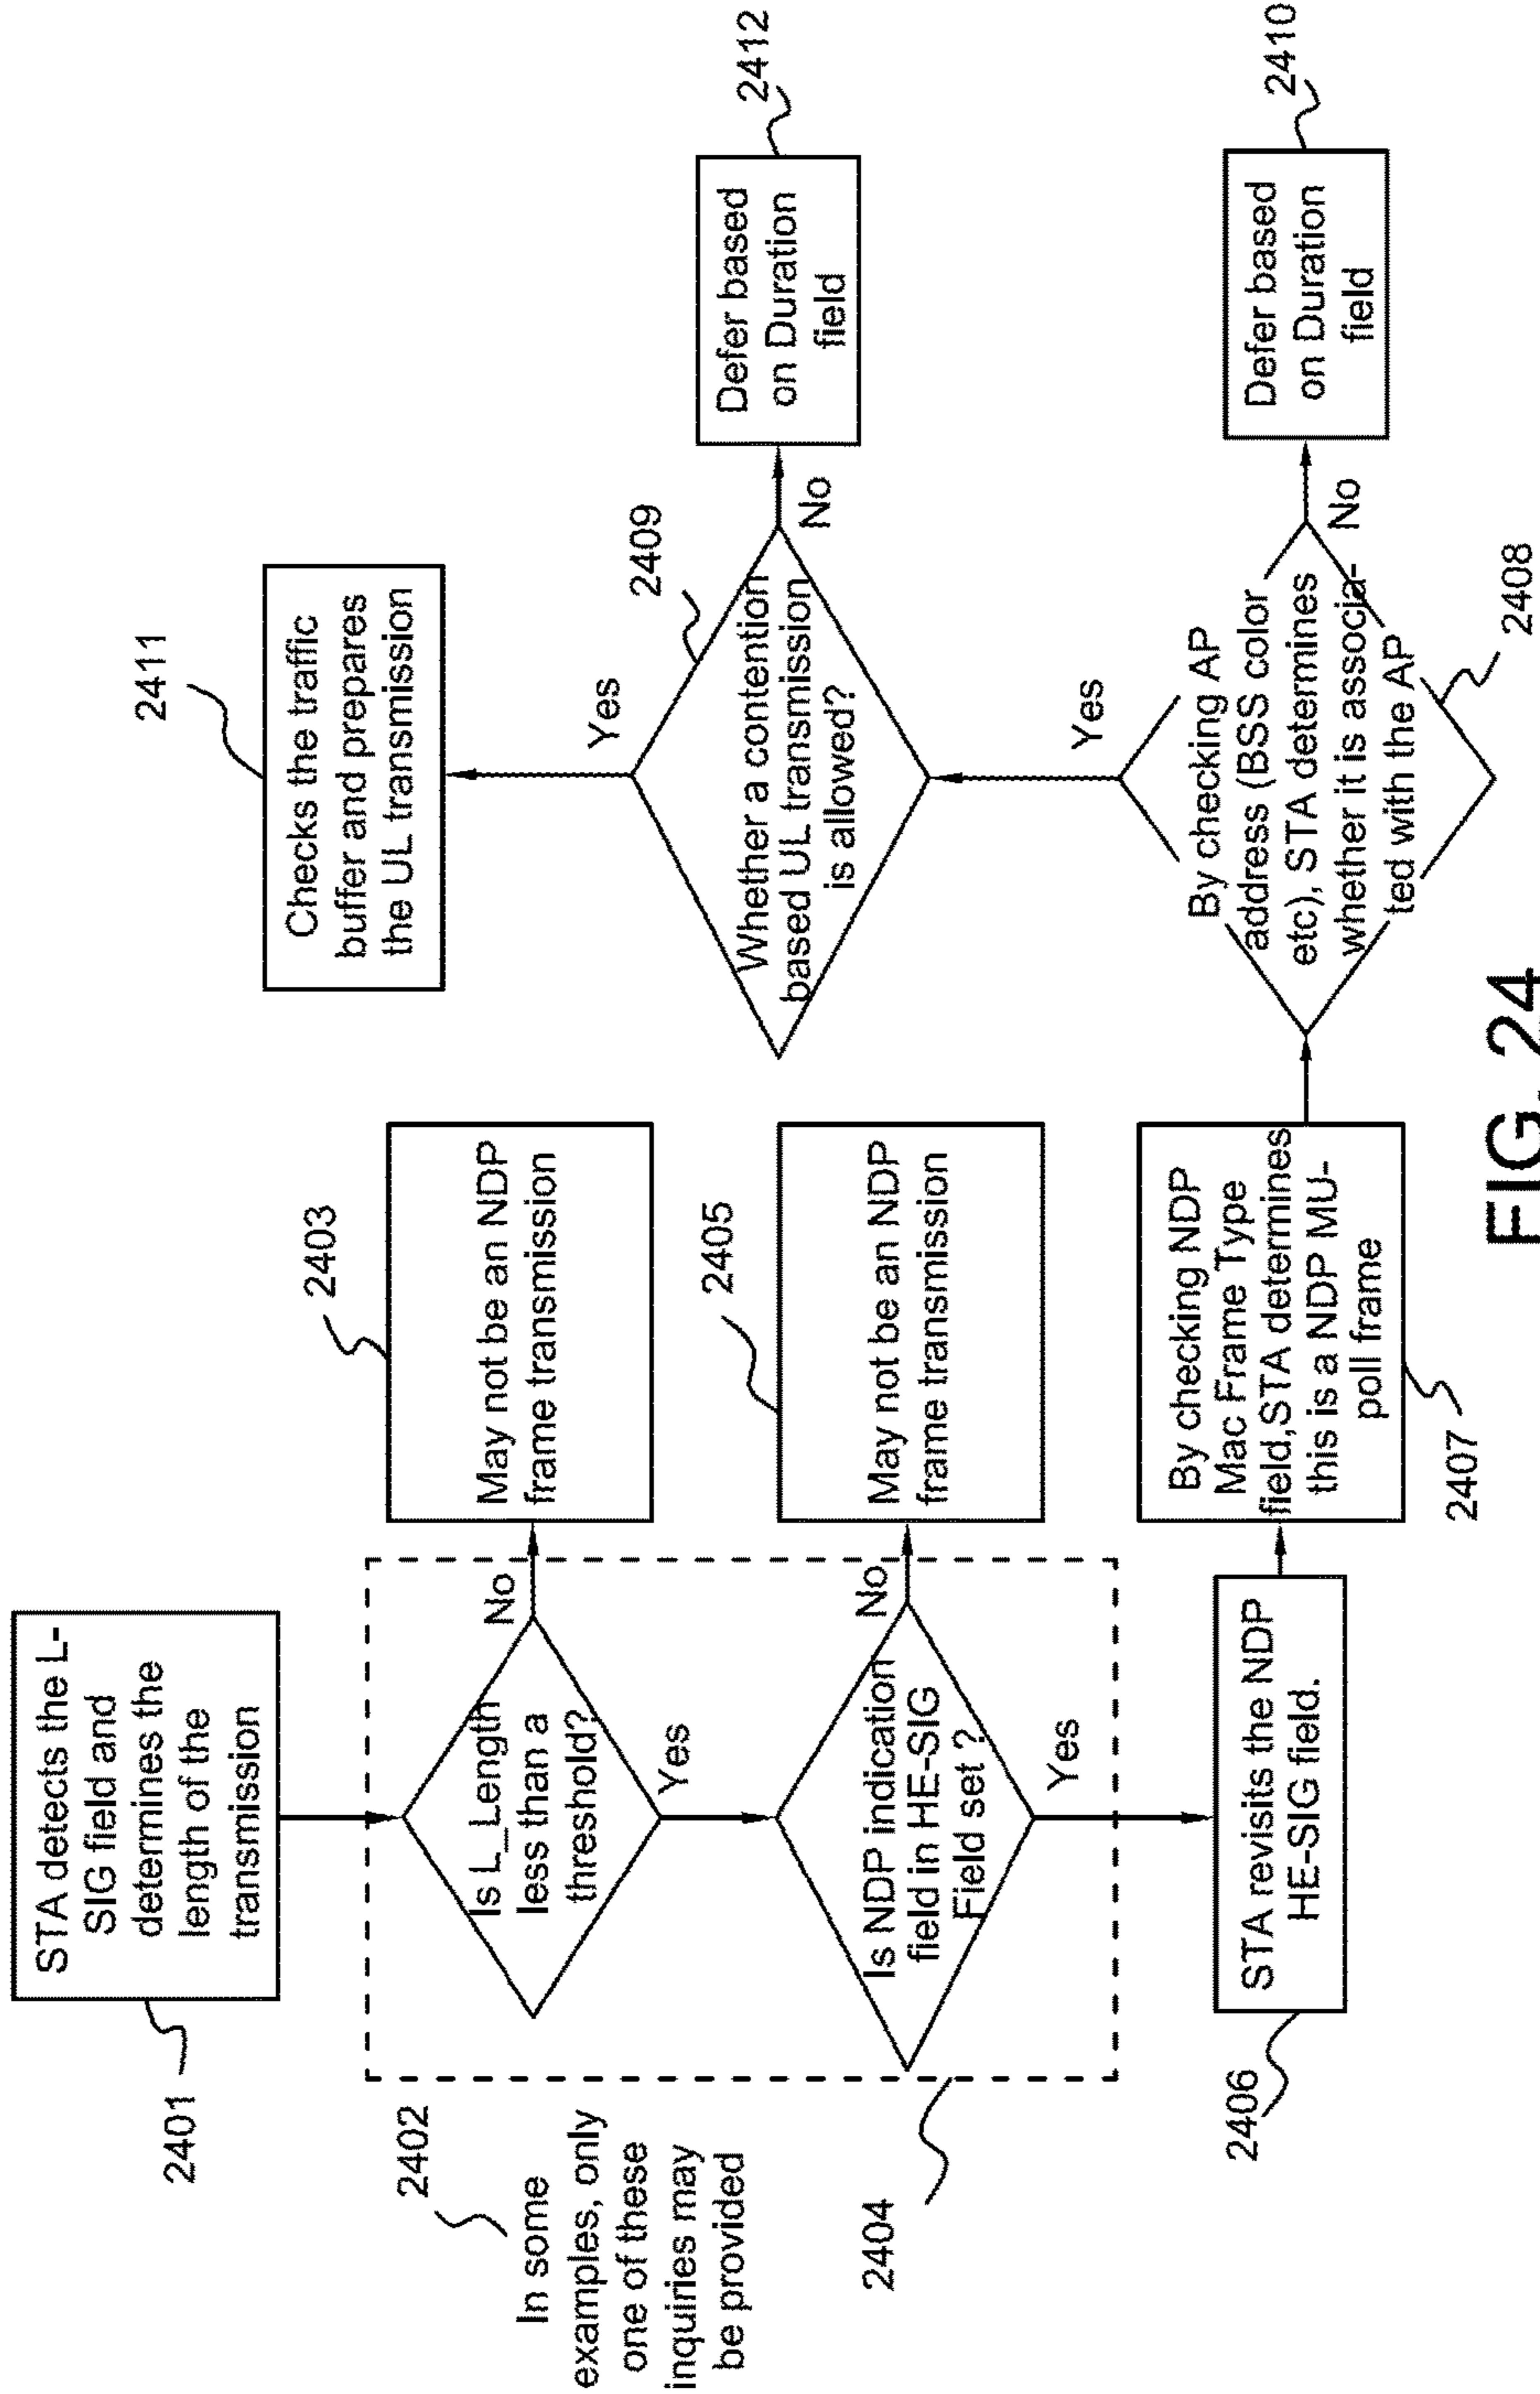 2401
STA detects the L-
SIG field and
determines the
length of the
transmission
2402
In some
examples, only
one of these
inquiries may
be provided
Is L_Length
less than a
threshold?
No
2403
May not be an NDP
frame transmission
Yes
2404
Is NDP indication
field in HE-SIG
Field set ?
No
2405
May not be an NDP
frame transmission
Yes
2406
STA revisits the NDP
HE-SIG field.
By checking NDP
Mac Frame Type
field,STA determines
this is a NDP MU-
poll frame
2407
By checking AP
address (BSS color
etc), STA determines
whether it is associa-
ted with the AP
2408
No
Defer based
on Duration
field
2410
Yes
Whether a contention
based UL transmission
is allowed?
2409
No
Defer based
on Duration
field
2412
Yes
2411
Checks the traffic
buffer and prepares
the UL transmission
FIG. 24